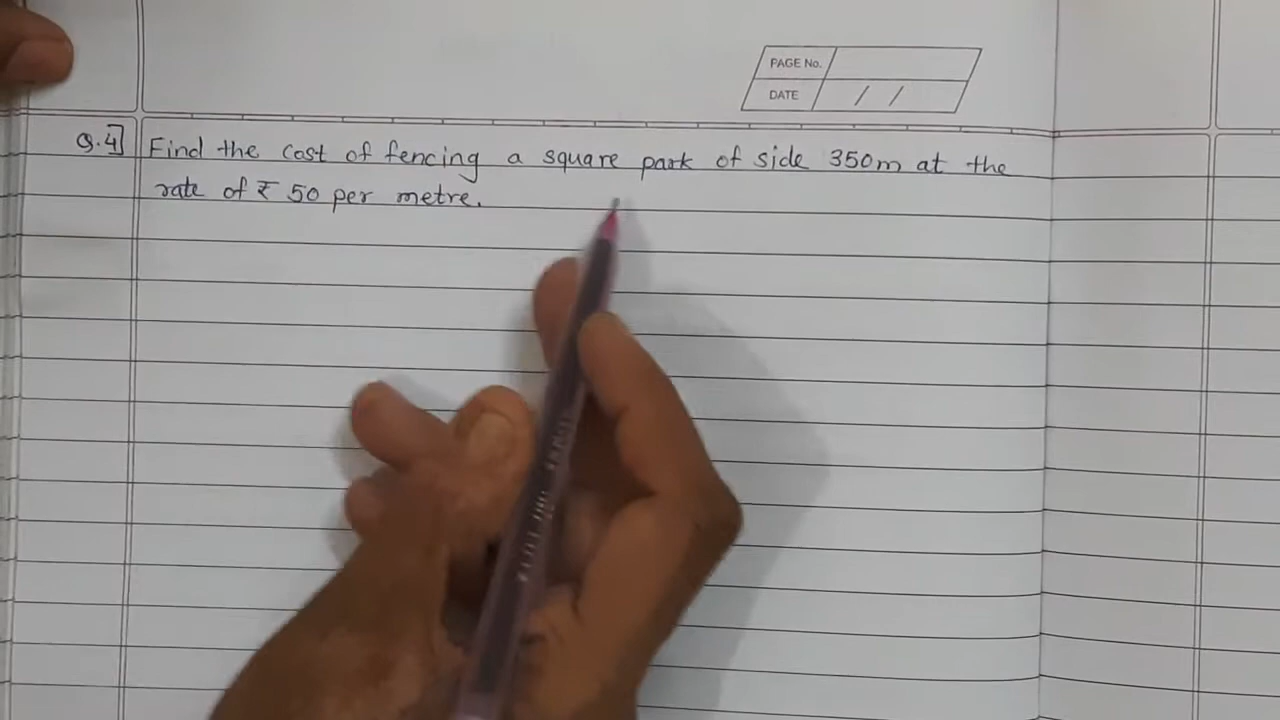 PAGE No.
DATE / /
Q.4] Find the cost of fencing a square park of side 350m at the
rate of ₹ 50 per metre.